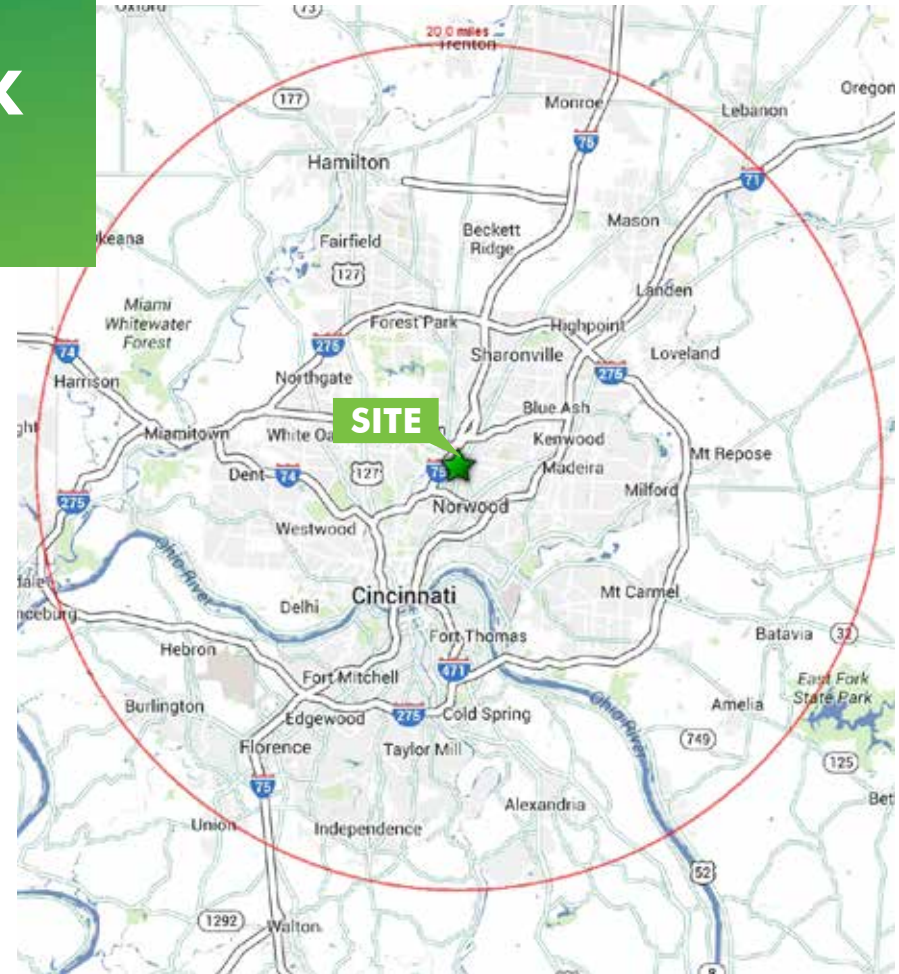 (73)
20.0 miles
Trenton
177
Monroe
Oregon
Lebanon
75
Hamilton
71
Mason
Beckett
Ridge
Fairfield
127
Landen
Miami
Whitewater
Forest
Forest Park
Highpoint
275
74
Sharonville
Loveland
275
Harrison
Northgate
SITE
Blue Ash
Miamitown
White Oa
Kenwood
Mt Repose
Dent
74
127
75
Madeira
Milford
275
Norwood
Westwood
Ohio River
Cincinnati
Mt Carmel
Delhi
Fort Thomas
Batavia
32
Hebron
471
Fort Mitchell
East Fork
State Park
Burlington
Edgewood
275
Cold Spring
Ohio River
Amelia
Florence
Taylor Mill
749
125
75
Alexandria
Bet
Union
Independence
52
1292
Walton